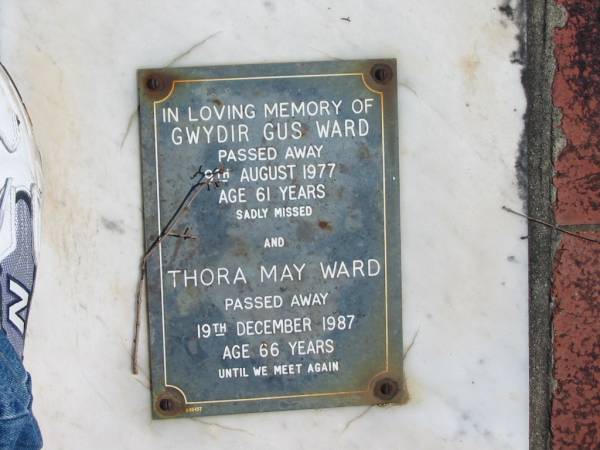 IN LOVING MEMORY OF
GWYDIR GUS WARD
PASSED AWAY
AUGUST 1977
AGE 61 YEARS
SADLY MISSED
AND
THORA MAY WARD
PASSED AWAY
19TH DECEMBER 1987
AGE 66 YEARS
UNTIL WE MEET AGAIN
N